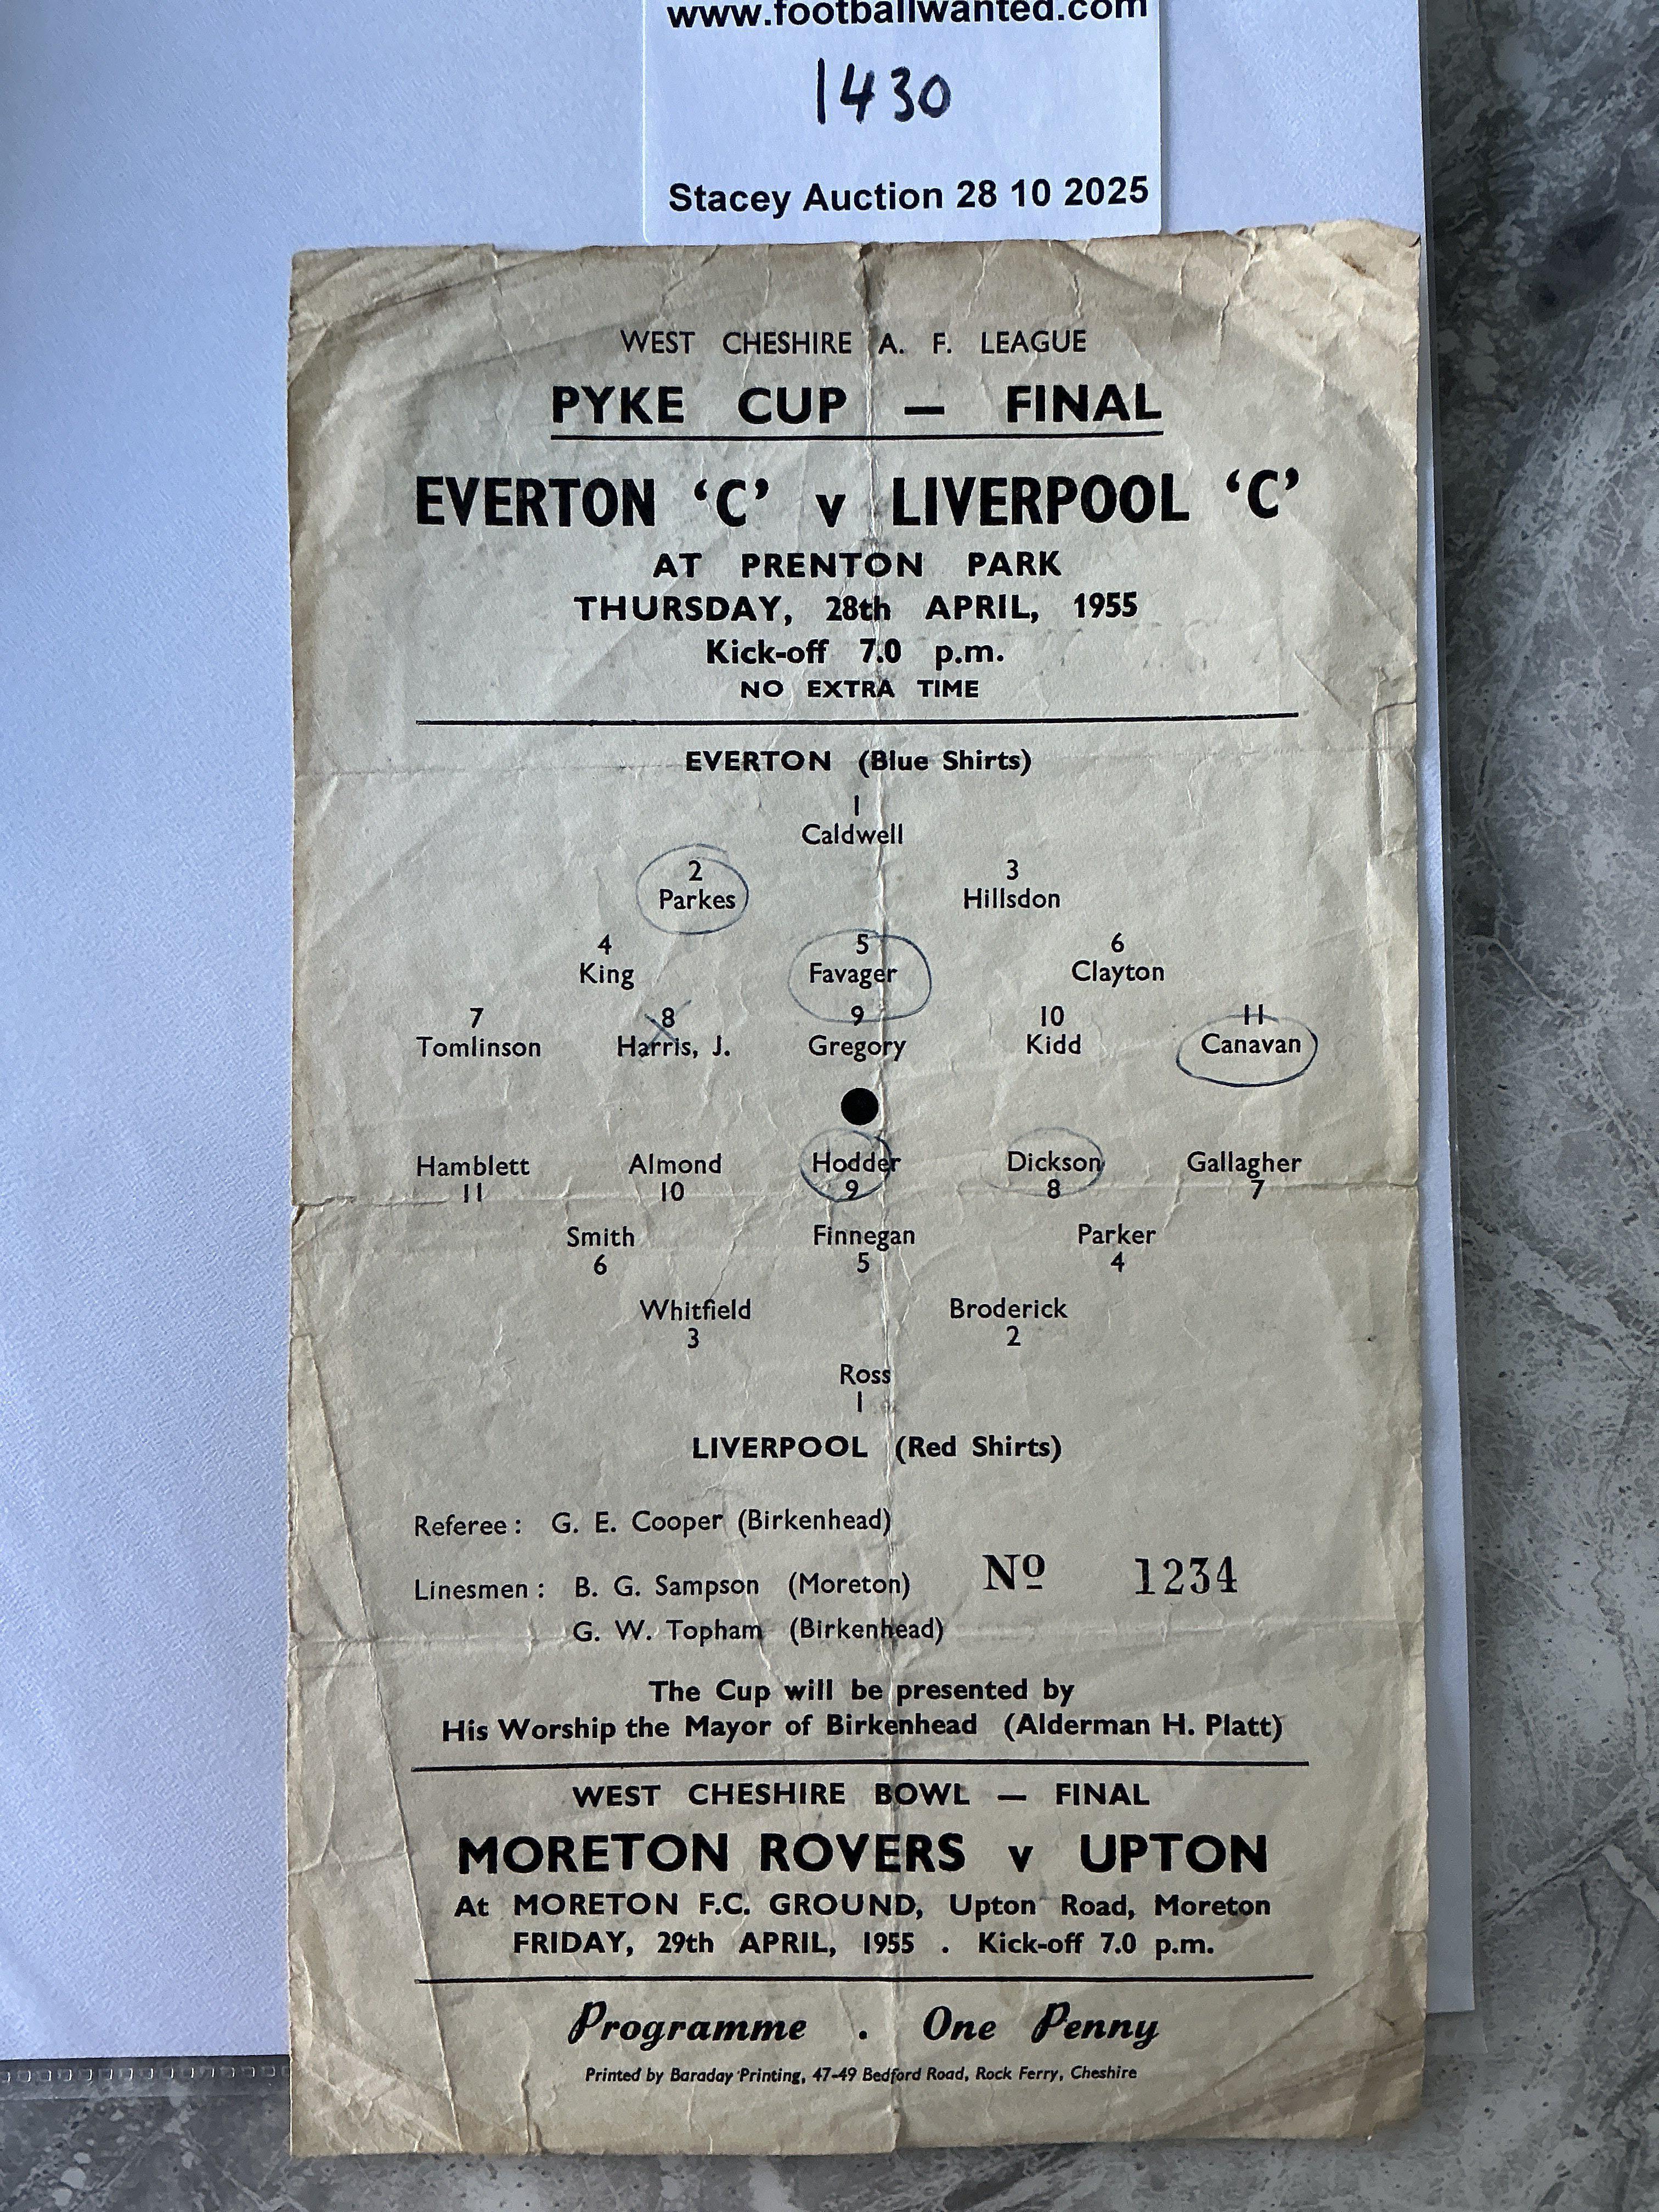 www.footballwanted.com
1430
Stacey Auction 28 10 2025
WEST CHESHIRE A. F. LEAGUE
PYKE CUP — FINAL
EVERTON ‘C’ v LIVERPOOL ‘C’
AT PRENTON PARK
THURSDAY, 28th APRIL, 1955
Kick-off 7.0 p.m.
NO EXTRA TIME
EVERTON (Blue Shirts)
1
Caldwell
2 3
Parkes Hillsdon
4 5 6
King Favager Clayton
7 8 9 10 11
Tomlinson Harris, J. Gregory Kidd Canavan
Hamblett Almond Hodder Dickson Gallagher
11 10 9 8 7
Smith Finnegan Parker
6 5 4
Whitfield Broderick
3 2
Ross
1
LIVERPOOL (Red Shirts)
Referee : G. E. Cooper (Birkenhead)
Linesmen : B. G. Sampson (Moreton) Nº 1234
G. W. Topham (Birkenhead)
The Cup will be presented by
His Worship the Mayor of Birkenhead (Alderman H. Platt)
WEST CHESHIRE BOWL — FINAL
MORETON ROVERS v UPTON
At MORETON F.C. GROUND, Upton Road, Moreton
FRIDAY, 29th APRIL, 1955 . Kick-off 7.0 p.m.
Programme . One Penny
Printed by Baraday Printing, 47-49 Bedford Road, Rock Ferry, Cheshire